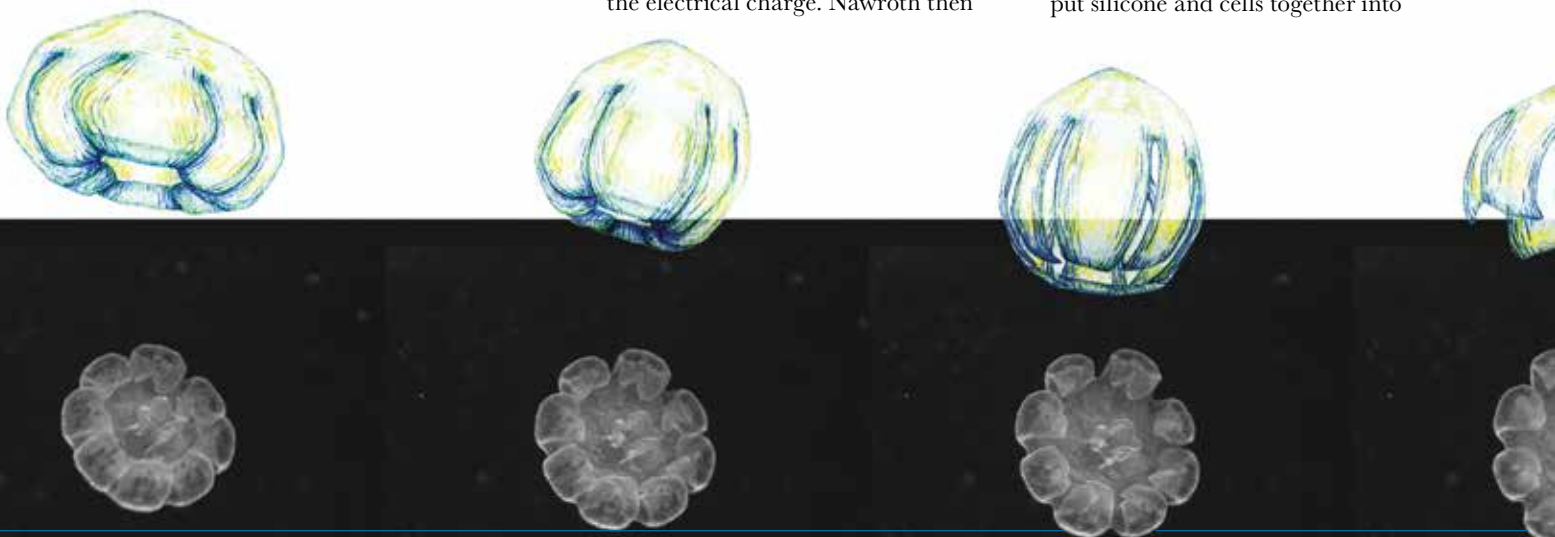 the electrical charge. Nawroth then
put silicone and cells together into